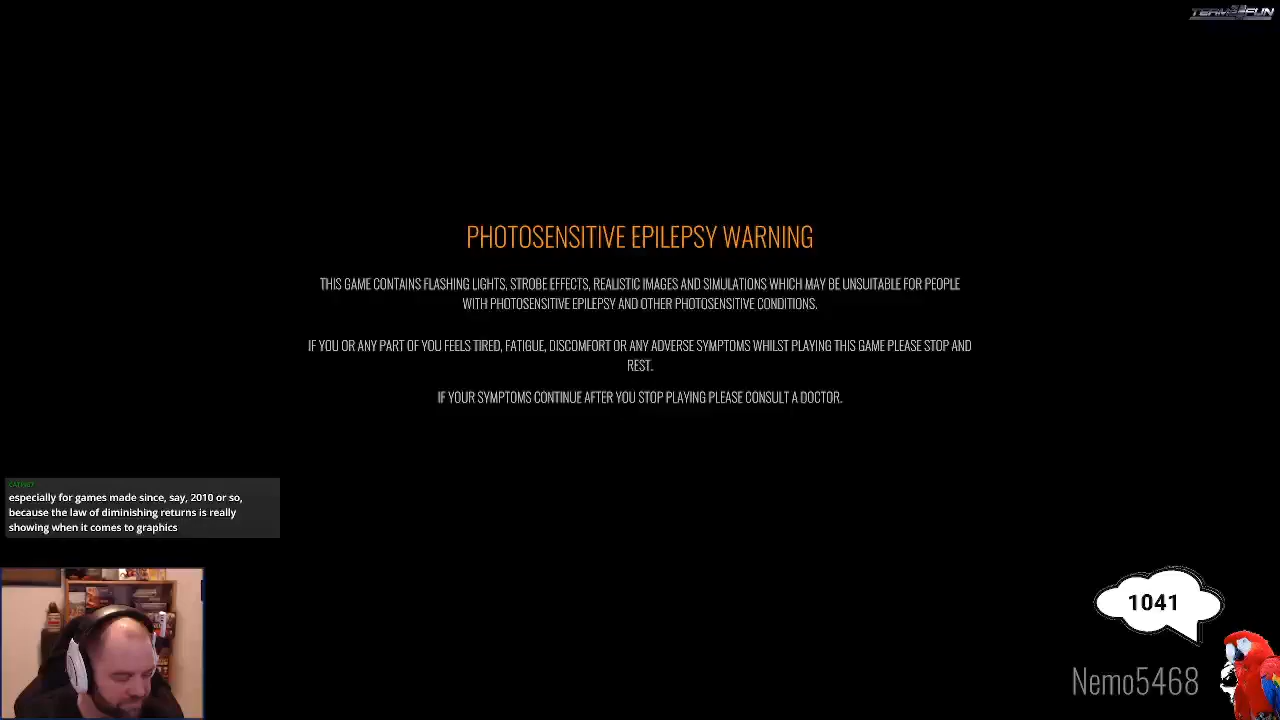 TEAM4FUN
PHOTOSENSITIVE EPILEPSY WARNING
THIS GAME CONTAINS FLASHING LIGHTS, STROBE EFFECTS, REALISTIC IMAGES AND SIMULATIONS WHICH MAY BE UNSUITABLE FOR PEOPLE
WITH PHOTOSENSITIVE EPILEPSY AND OTHER PHOTOSENSITIVE CONDITIONS.
IF YOU OR ANY PART OF YOU FEELS TIRED, FATIGUE, DISCOMFORT OR ANY ADVERSE SYMPTOMS WHILST PLAYING THIS GAME PLEASE STOP AND
REST.
IF YOUR SYMPTOMS CONTINUE AFTER YOU STOP PLAYING PLEASE CONSULT A DOCTOR.
especially for games made since, say, 2010 or so,
because the law of diminishing returns is really
showing when it comes to graphics
1041
Nemo5468